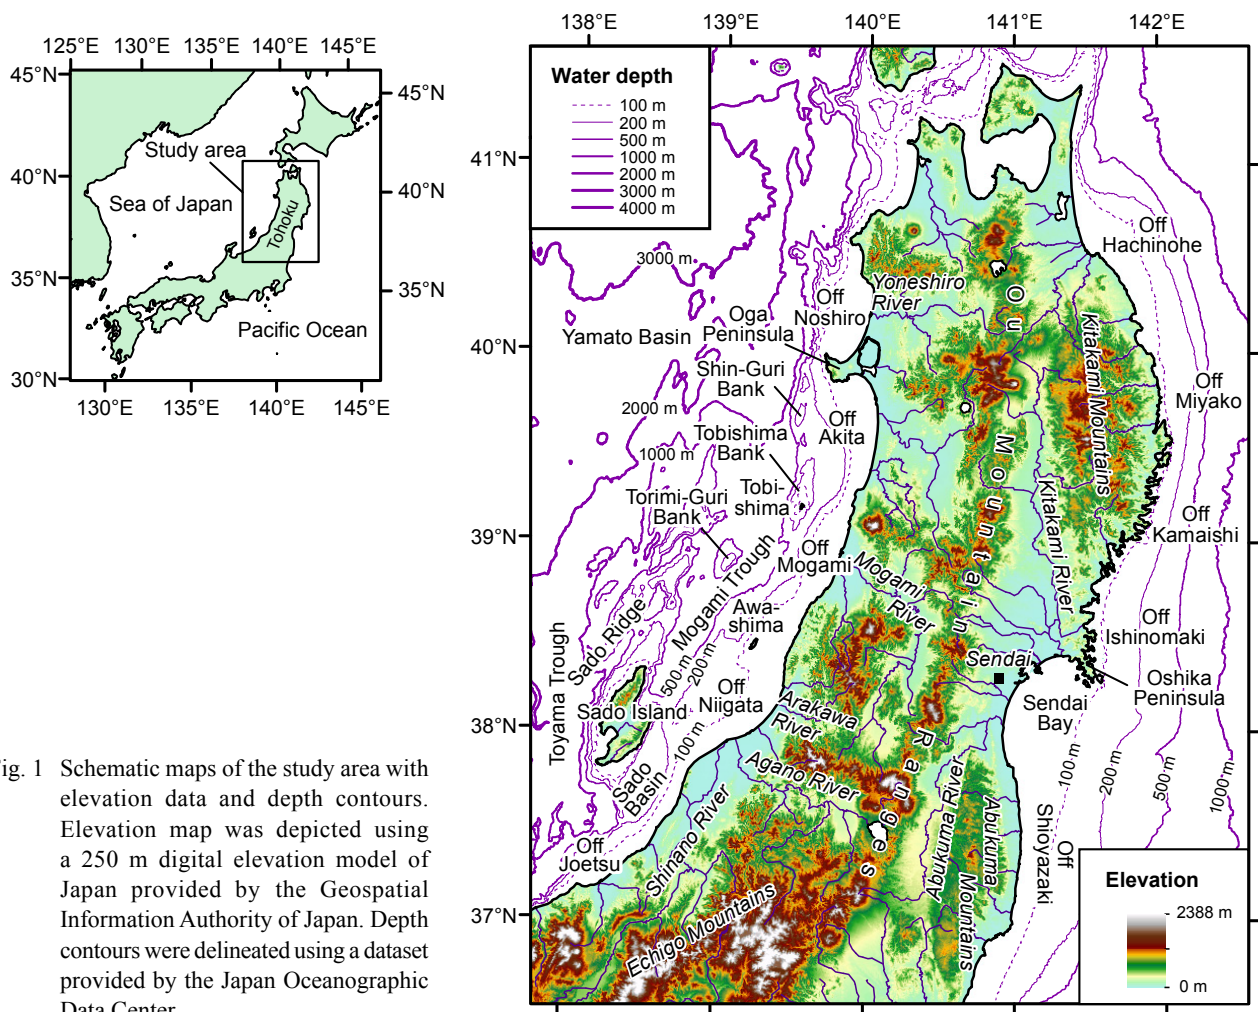 125°E 130°E 135°E 140°E 145°E
45°N
45°N
Study area
40°N
40°N
Sea of Japan
Tohoku
35°N
35°N
Pacific Ocean
30°N
130°E 135°E 140°E 145°E
138°E 139°E 140°E 141°E 142°E
Water depth
100 m
200 m
500 m
1000 m
2000 m
3000 m
4000 m
41°N
40°N
39°N
38°N
37°N
3000 m
Off
Hachinohe
Yoneshiro
River
Off
Noshiro
Oga
Peninsula
Yamato Basin
Shin-Guri
Bank
2000 m
Off
Akita
Tobishima
Bank
1000 m
Tobi-
shima
Torimi-Guri
Bank
Off
Miyako
Kitakami Mountains
Kitakami River
Ou Mountain Ranges
Off
Kamaishi
Off
Mogami
Mogami
River
Mogami Trough
Awa-
shima
Sado Ridge
Toyama Trough
500 m
200 m
100 m
Off
Niigata
Sado Island
Sado
Basin
Off
Joetsu
Off
Ishinomaki
Sendai
Oshika
Peninsula
Sendai
Bay
Arakawa
River
Agano River
Shinano River
Echigo Mountains
Abukuma River
Abukuma
Mountains
100 m
200 m
500 m
1000 m
Off
Shioyazaki
Elevation
2388 m
0 m
ig. 1 Schematic maps of the study area with
elevation data and depth contours.
Elevation map was depicted using
a 250 m digital elevation model of
Japan provided by the Geospatial
Information Authority of Japan. Depth
contours were delineated using a dataset
provided by the Japan Oceanographic
Data Center